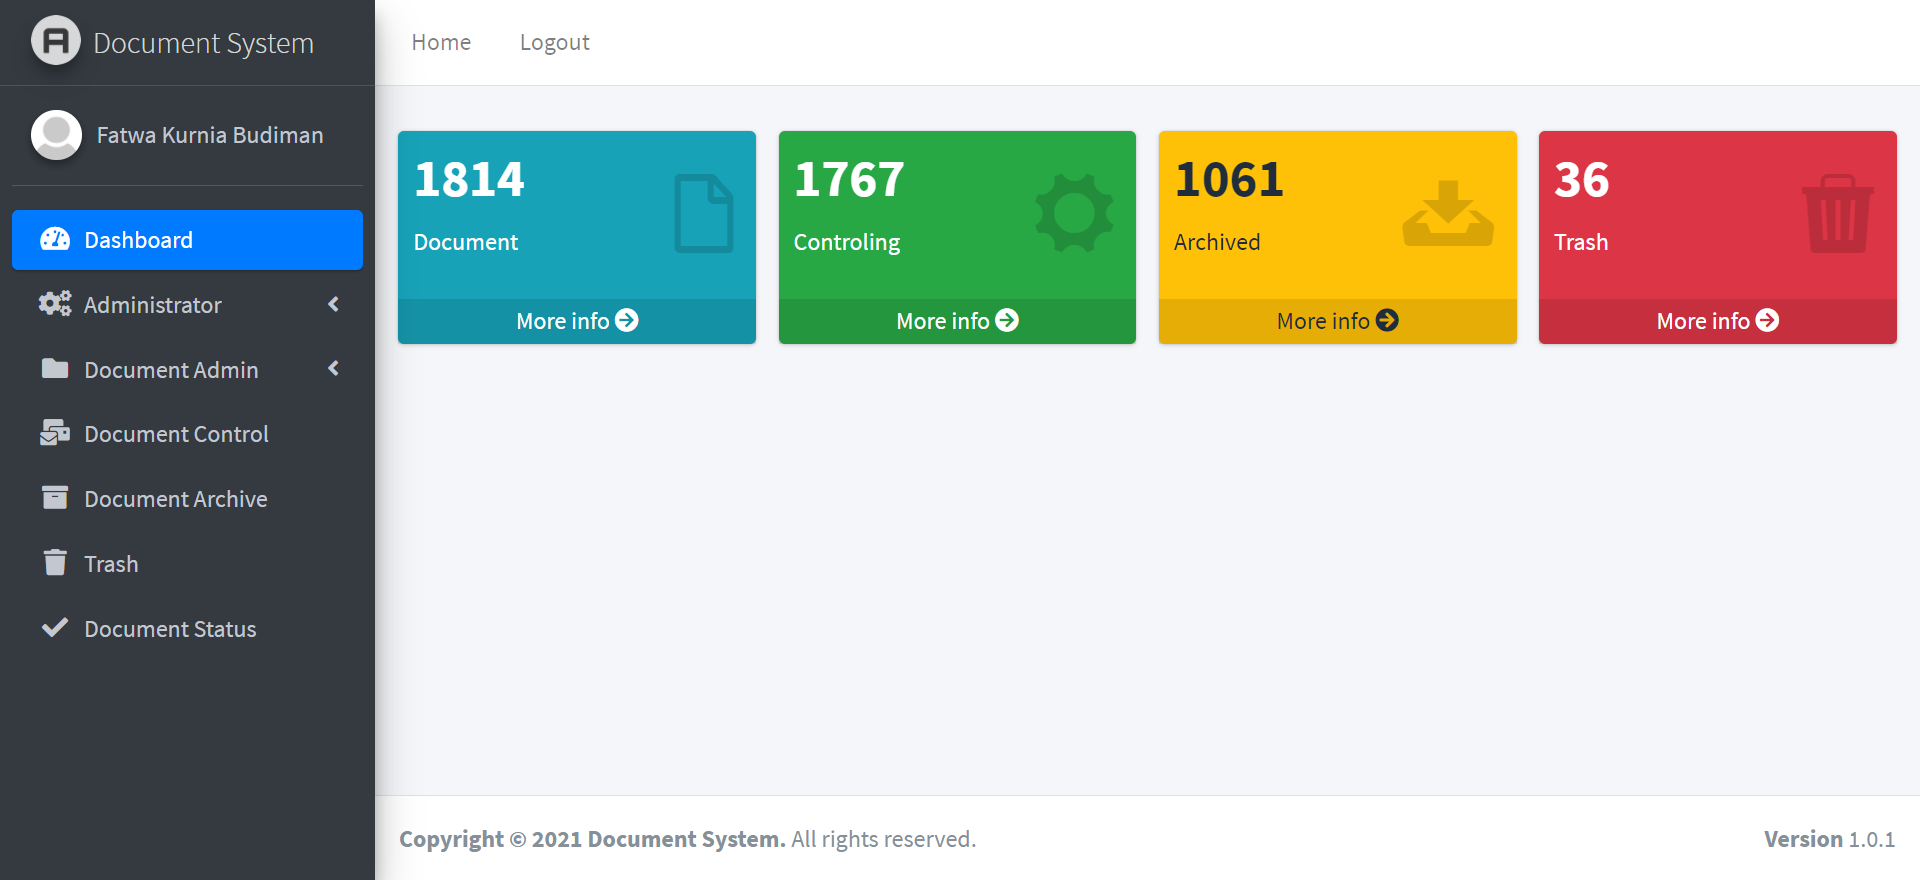 Document System
Fatwa Kurnia Budiman
Dashboard
Administrator
Document Admin
Document Control
Document Archive
Trash
Document Status
Home Logout
1814
Document
More info
1767
Controling
More info
1061
Archived
More info
36
Trash
More info
Copyright © 2021 Document System. All rights reserved.
Version 1.0.1